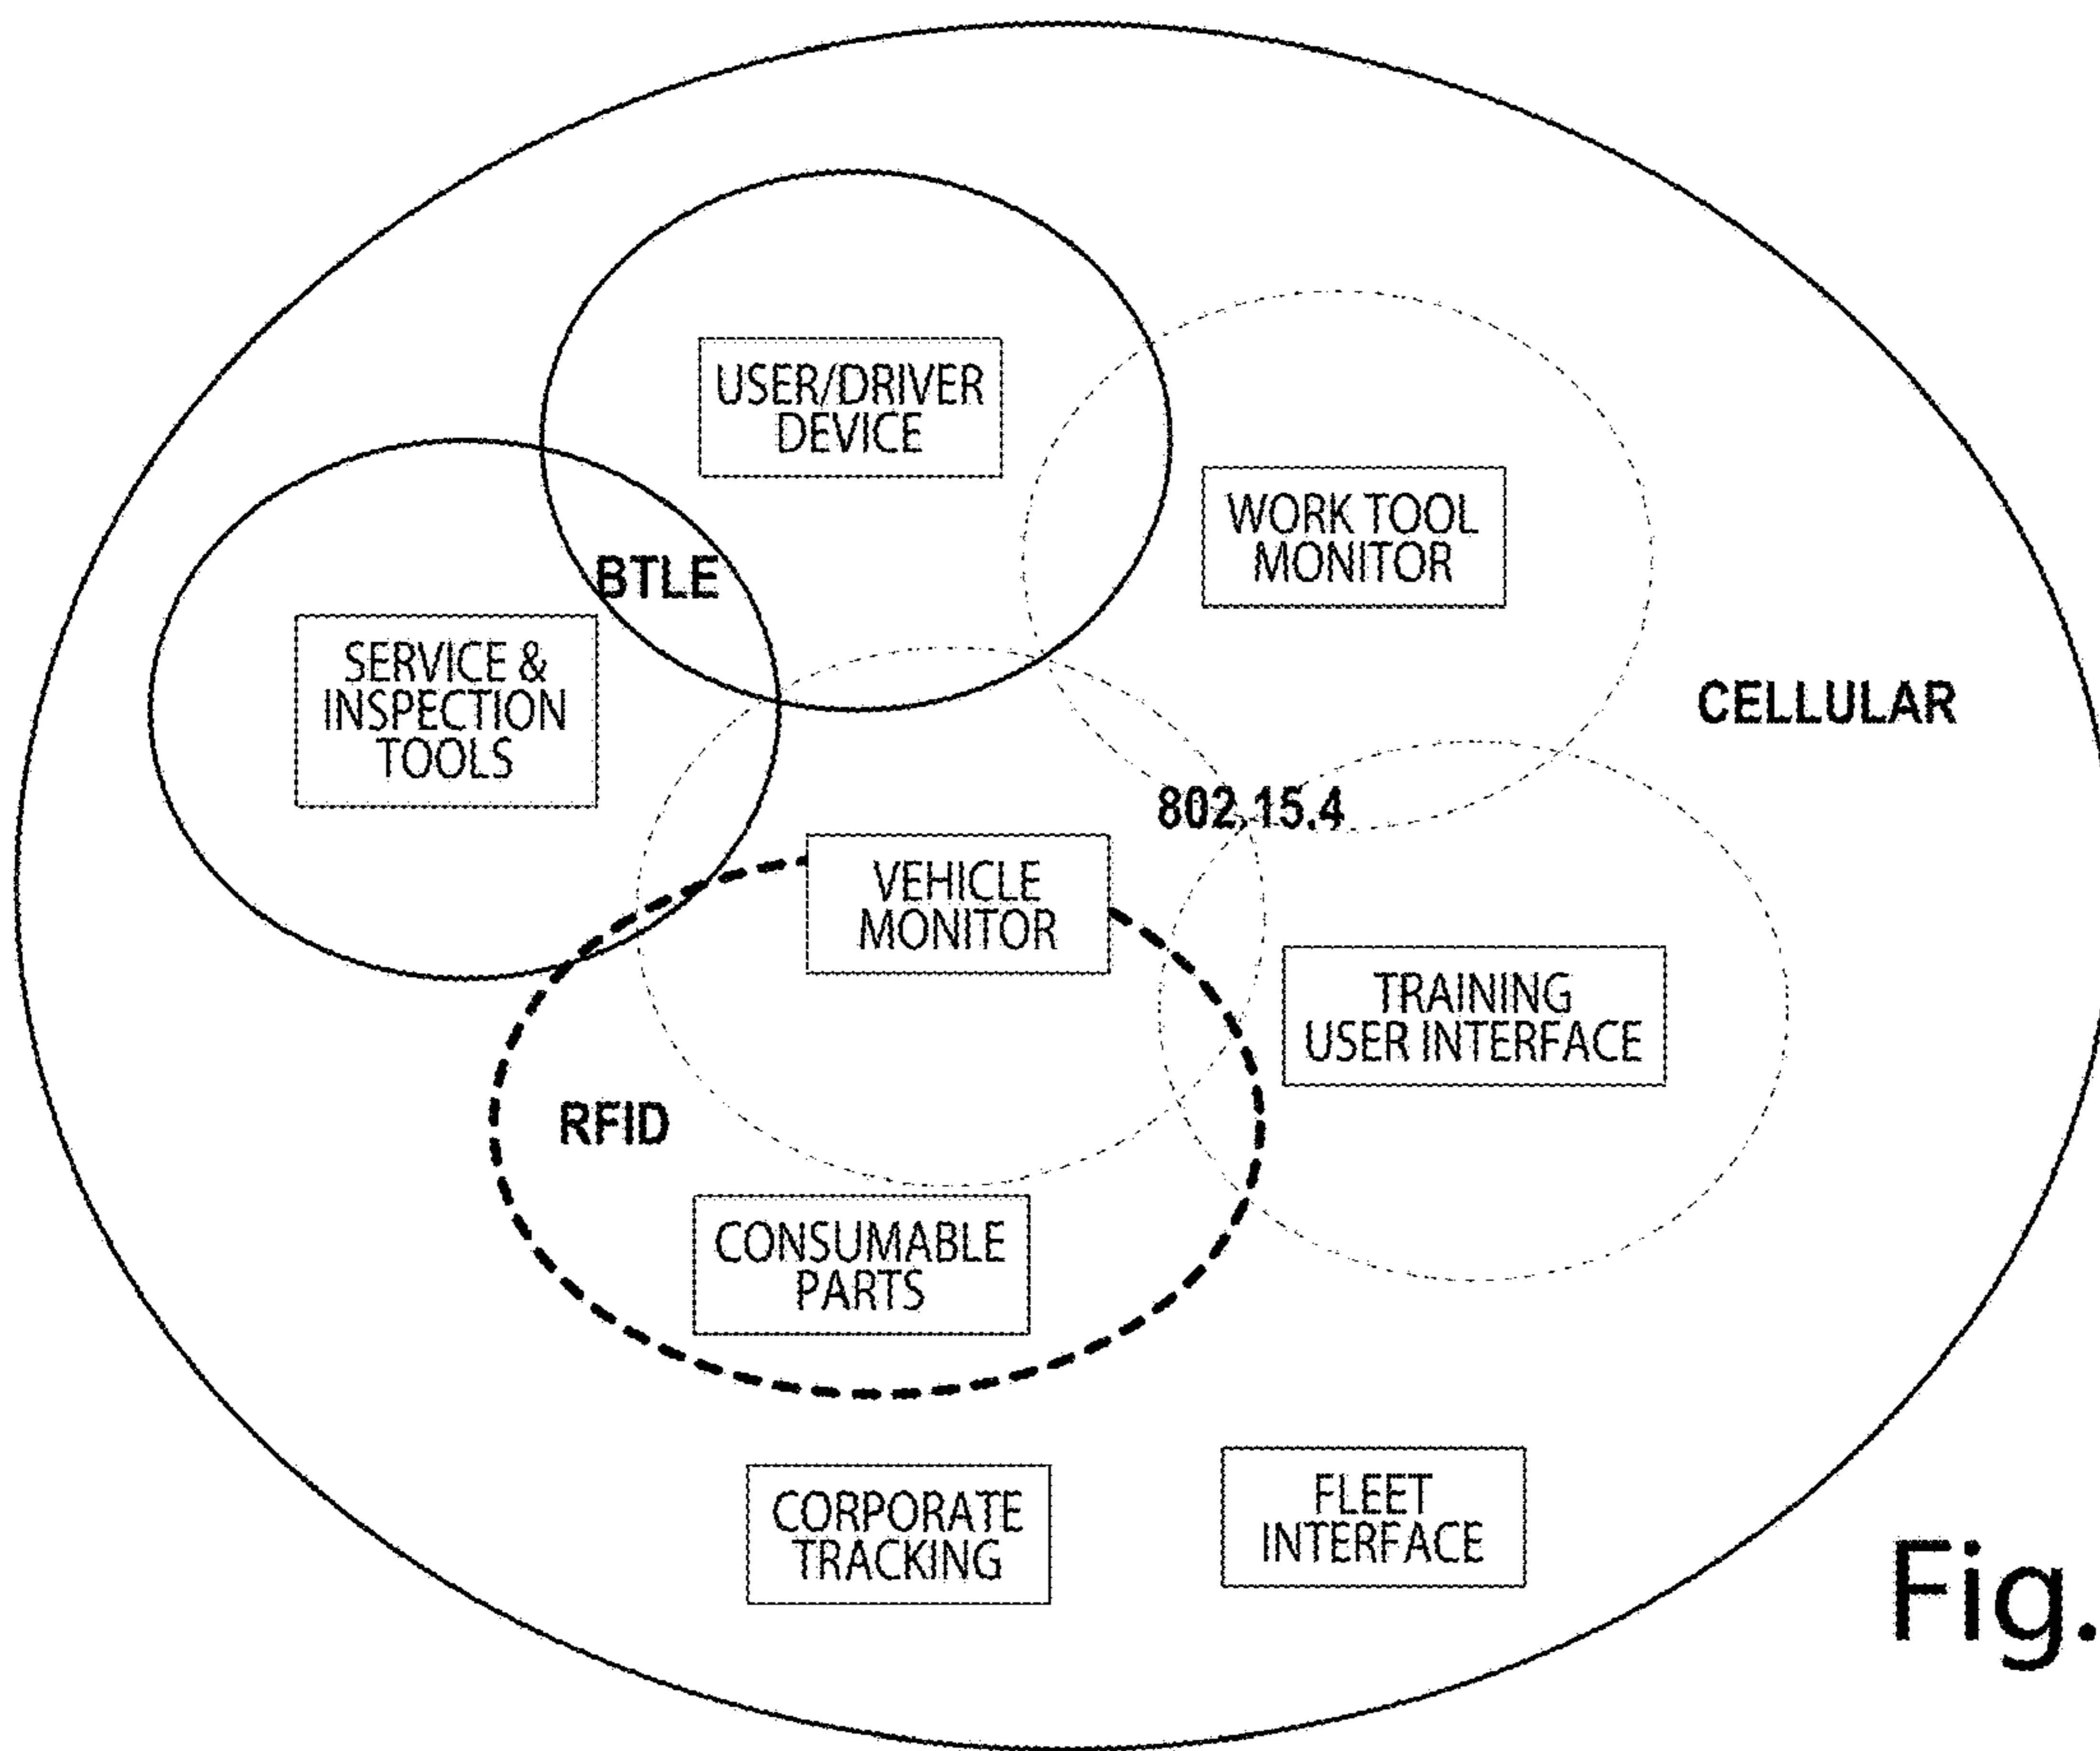 USER/DRIVER
DEVICE
WORK TOOL
MONITOR
BTLE
SERVICE &
INSPECTION
TOOLS
CELLULAR
802.15.4
VEHICLE
MONITOR
TRAINING
USER INTERFACE
RFID
CONSUMABLE
PARTS
CORPORATE
TRACKING
FLEET
INTERFACE
Fig.